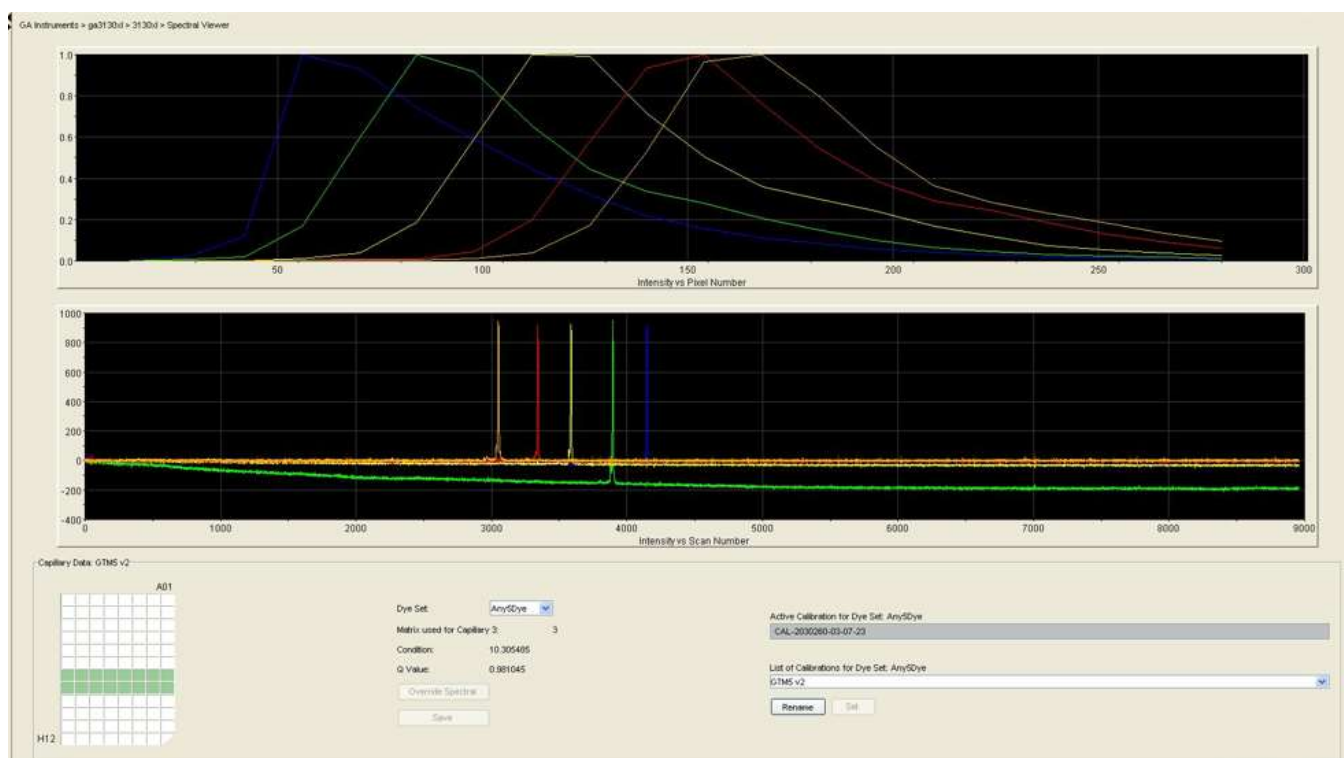 GA Instruments > ga3130xl > 3130xl > Spectral Viewer
1.0
0.8
0.6
0.4
0.2
0.0
50 100 150 200 250 300
Intensity vs Pixel Number
1000
800
600
400
200
0
-200
-400
0 1000 2000 3000 4000 5000 6000 7000 8000 9000
Intensity vs Scan Number
Capillary Data: GTM5 v2
A01
H12
Dye Set: Any5Dye
Matrix used for Capillary 3: 3
Condition: 10.305485
Q Value: 0.981045
Override Spectral
Save
Active Calibration for Dye Set: Any5Dye
CAL-2030260-03-07-23
List of Calibrations for Dye Set: Any5Dye
GTM5 v2
Rename Set